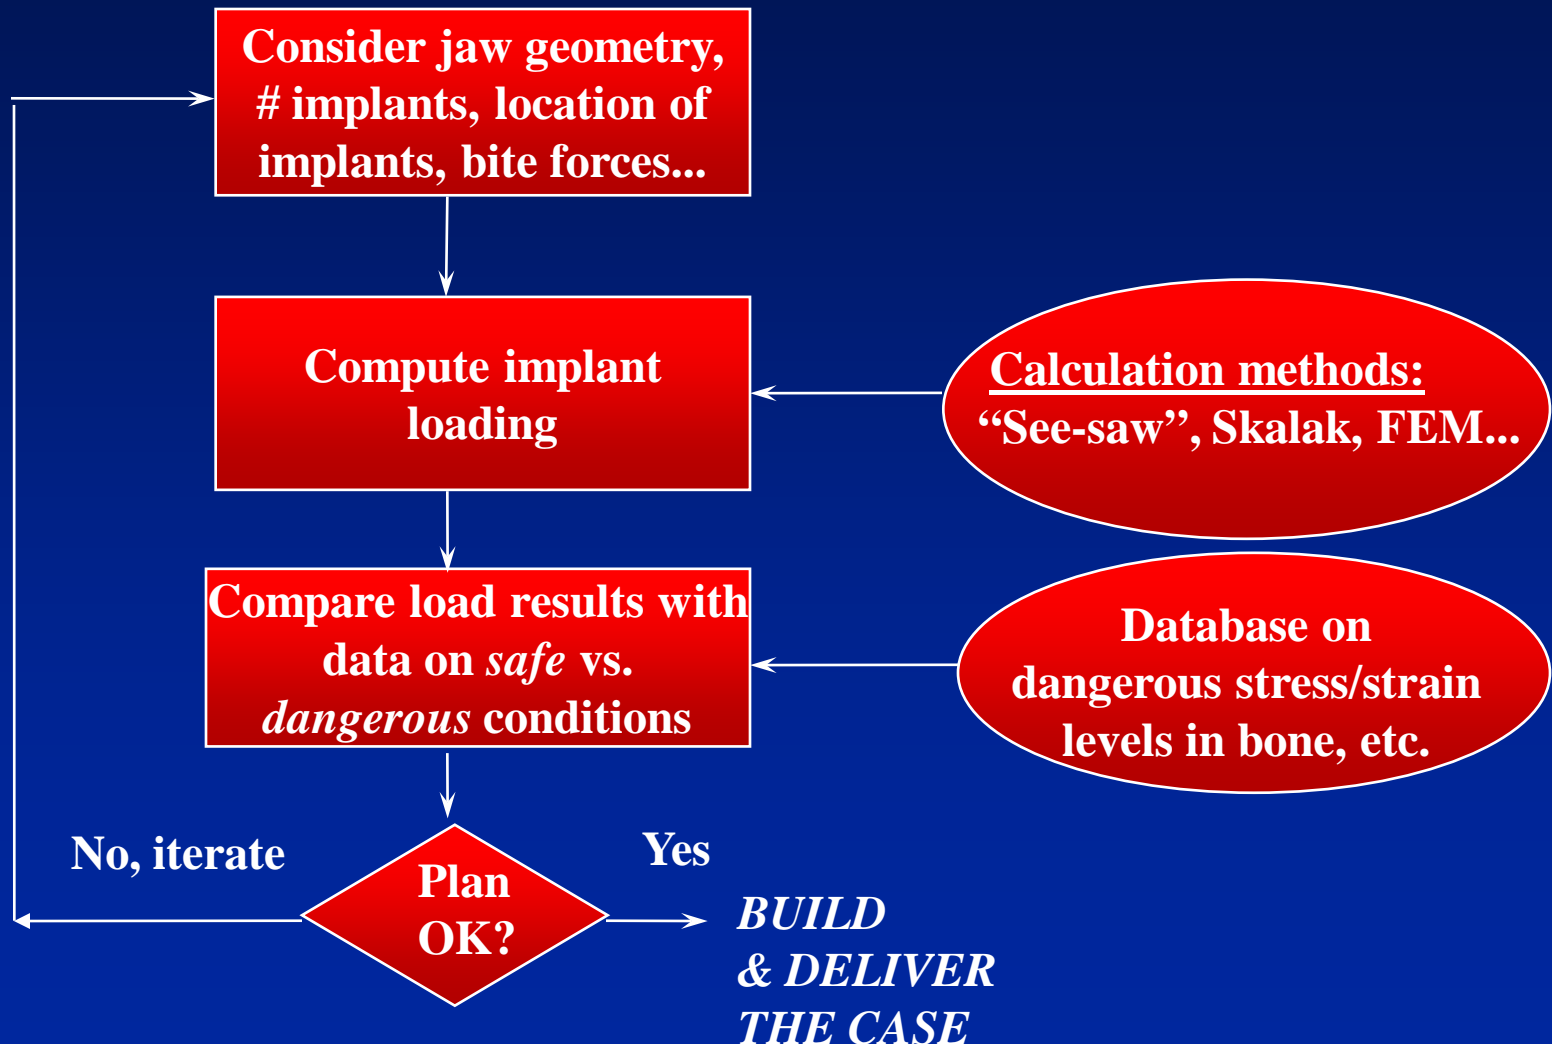 Consider jaw geometry,
# implants, location of
implants, bite forces...
Compute implant
loading
Calculation methods:
“See-saw”, Skalak, FEM...
Compare load results with
data on safe vs.
dangerous conditions
Database on
dangerous stress/strain
levels in bone, etc.
No, iterate
Plan
OK?
Yes
BUILD
& DELIVER
THE CASE